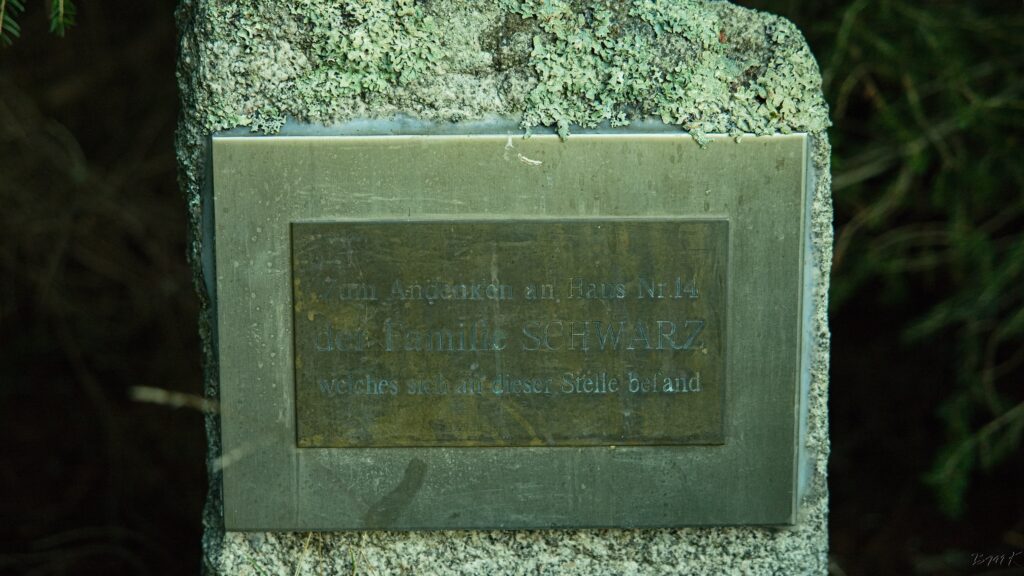 Zum Andenken an Haus Nr.14
der Familie SCHWARZ
welches sich an dieser Stelle befand